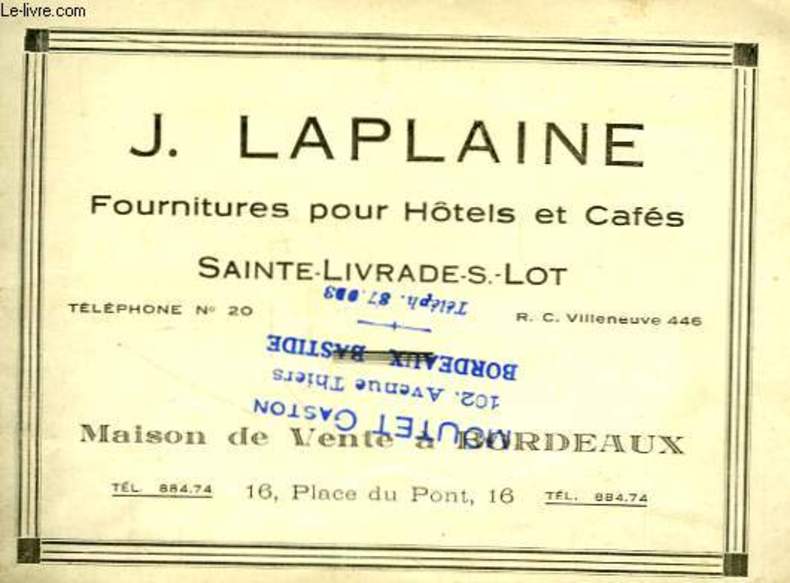 Le-livre.com
J. LAPLAINE
Fournitures pour Hôtels et Cafés
SAINTE-LIVRADE-S.-LOT
TÉLÉPHONE N° 20
R. C. Villeneuve 446
Maison de Vente à BORDEAUX
TÉL. 884.74 16, Place du Pont, 16 TÉL. 884.74
MOUTET GASTON
102. Avenue Thiers
BORDEAUX BASTIDE
Téléph. 87.